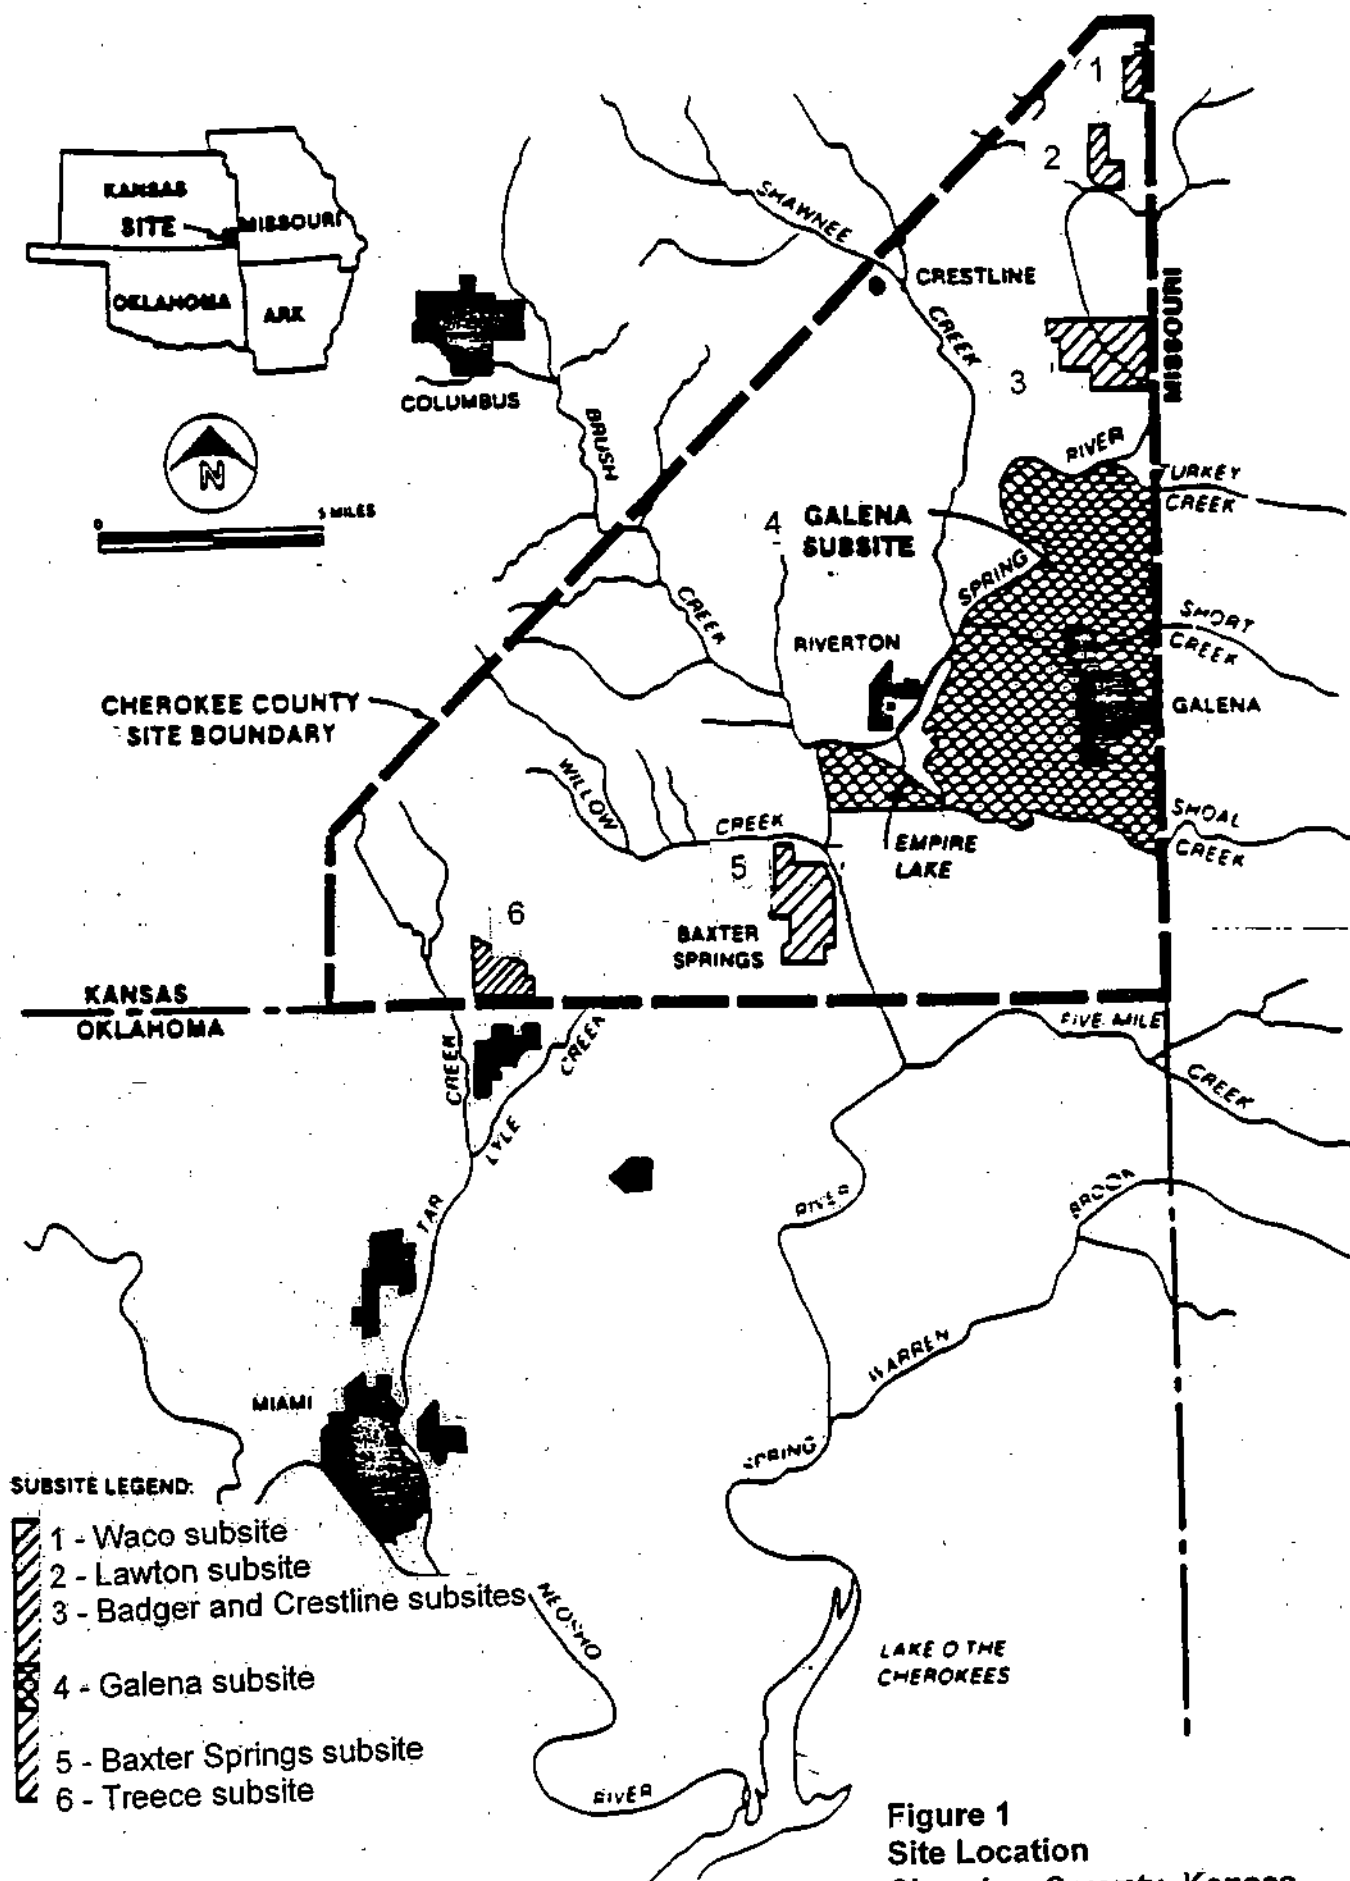 1
2
KANSAS
SITE
MISSOURI
OKLAHOMA
ARK
SHAWNEE
CREEK
CRESTLINE
MISSOURI
COLUMBUS
3
BRUSH
CREEK
N
0
5 MILES
RIVER
TURKEY
CREEK
4
GALENA
SUBSITE
SPRING
SHORT
CREEK
RIVERTON
GALENA
CHEROKEE COUNTY
SITE BOUNDARY
WILLOW
CREEK
EMPIRE
LAKE
SHOAL
CREEK
5
6
BAXTER
SPRINGS
KANSAS
OKLAHOMA
CREEK
LYLE
CREEK
TAR
FIVE MILE
CREEK
RIVER
BROOK
WARREN
MIAMI
SPRING
SUBSITE LEGEND:
1 - Waco subsite
2 - Lawton subsite
3 - Badger and Crestline subsites
4 - Galena subsite
5 - Baxter Springs subsite
6 - Treece subsite
NEOSHO
RIVER
LAKE O THE
CHEROKEES
Figure 1
Site Location